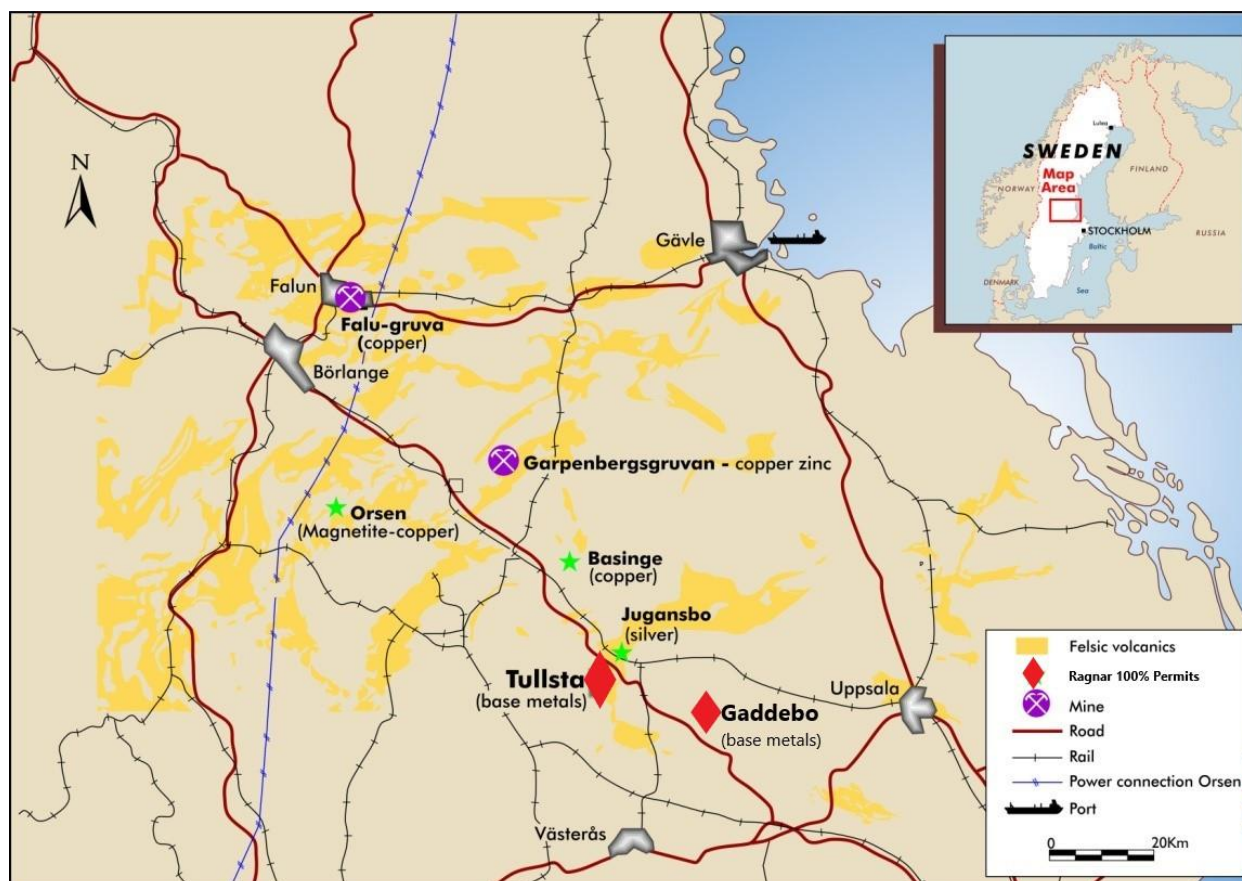 N
Falun
Falu-gruva
(copper)
Börlange
Gävle
Garpenbergsgruvan - copper zinc
Orsen
(Magnetite-copper)
Basinge
(copper)
Jugansbo
(silver)
Tullsta
(base metals)
Gaddebo
(base metals)
Uppsala
Västerås
Lulea
SWEDEN
Map
Area
NORWAY
FINLAND
STOCKHOLM
RUSSIA
Baltic
DENMARK
Sea
Felsic volcanics
Ragnar 100% Permits
Mine
Road
Rail
Power connection Orsen
Port
0
20Km